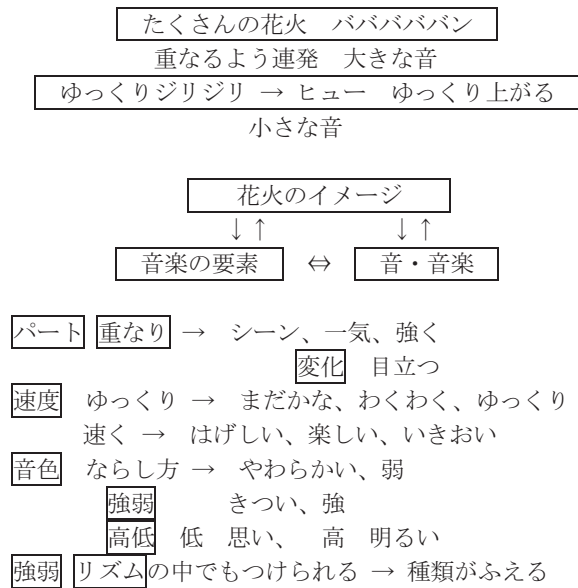 たくさんの花火 バババババン
重なるよう連発 大きな音
ゆっくりジリジリ → ヒュー ゆっくり上がる
小さな音
花火のイメージ
↓↑ ↓↑
音楽の要素 ⇔ 音・音楽
パート 重なり → シーン、一気、強く
変化 目立つ
速度 ゆっくり → まだかな、わくわく、ゆっくり
速く → はげしい、楽しい、いきおい
音色 ならし方 → やわらかい、弱
強弱 きつい、強
高低 低 思い、 高 明るい
強弱 リズムの中でもつけられる → 種類がふえる